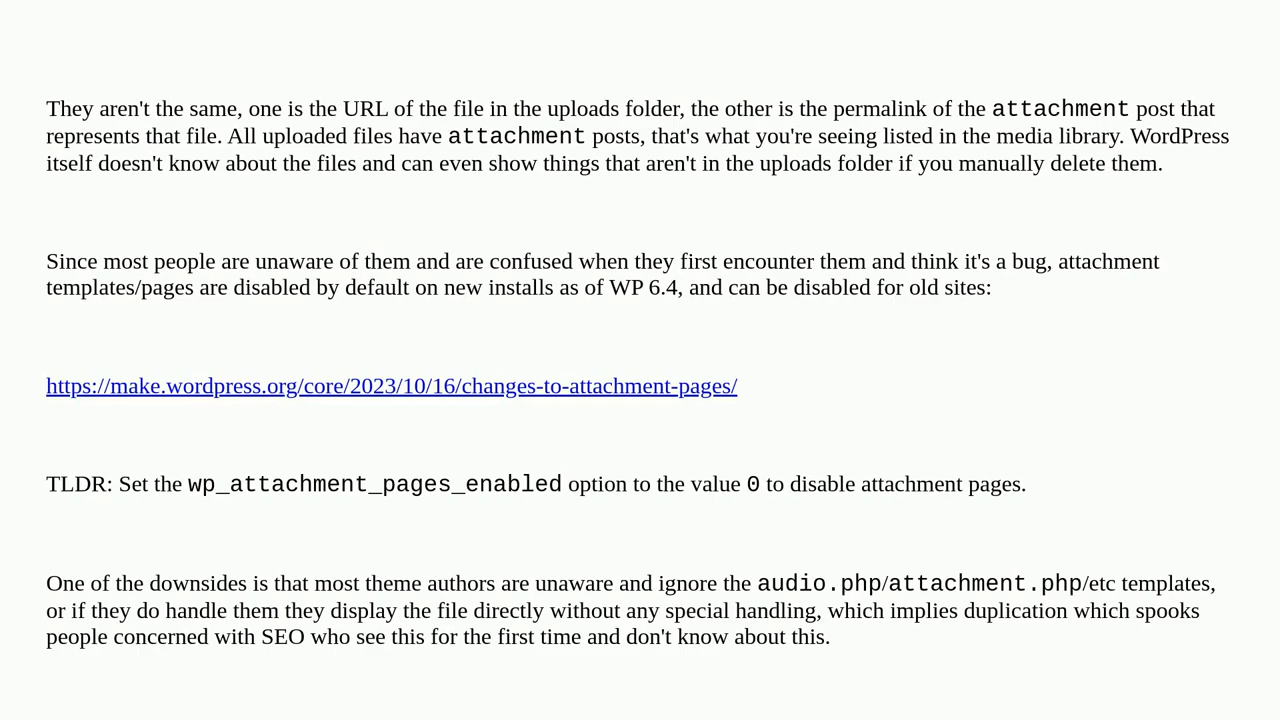 They aren't the same, one is the URL of the file in the uploads folder, the other is the permalink of the attachment post that
represents that file. All uploaded files have attachment posts, that's what you're seeing listed in the media library. WordPress
itself doesn't know about the files and can even show things that aren't in the uploads folder if you manually delete them.
Since most people are unaware of them and are confused when they first encounter them and think it's a bug, attachment
templates/pages are disabled by default on new installs as of WP 6.4, and can be disabled for old sites:
https://make.wordpress.org/core/2023/10/16/changes-to-attachment-pages/
TLDR: Set the wp_attachment_pages_enabled option to the value 0 to disable attachment pages.
One of the downsides is that most theme authors are unaware and ignore the audio.php/attachment.php/etc templates,
or if they do handle them they display the file directly without any special handling, which implies duplication which spooks
people concerned with SEO who see this for the first time and don't know about this.